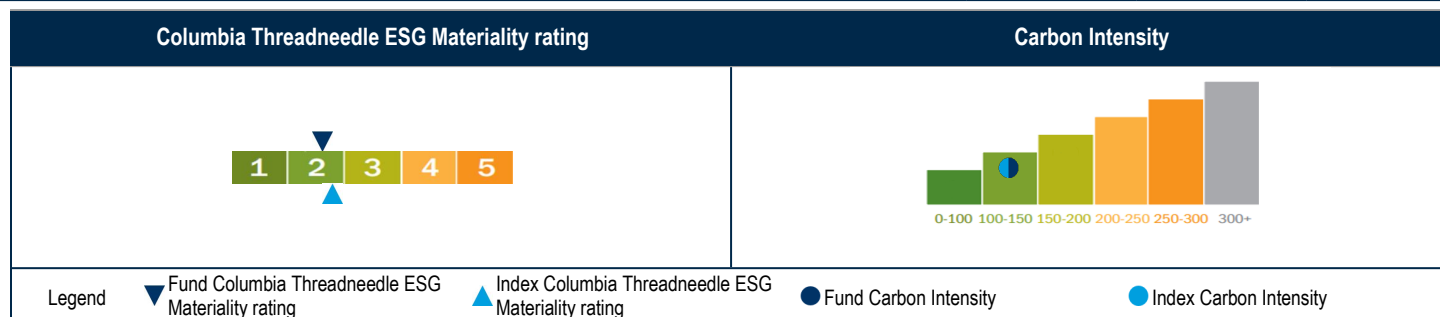 Columbia Threadneedle ESG Materiality rating
Carbon Intensity
1 2 3 4 5
0-100 100-150 150-200 200-250 250-300 300+
Legend
Fund Columbia Threadneedle ESG
Materiality rating
Index Columbia Threadneedle ESG
Materiality rating
Fund Carbon Intensity
Index Carbon Intensity